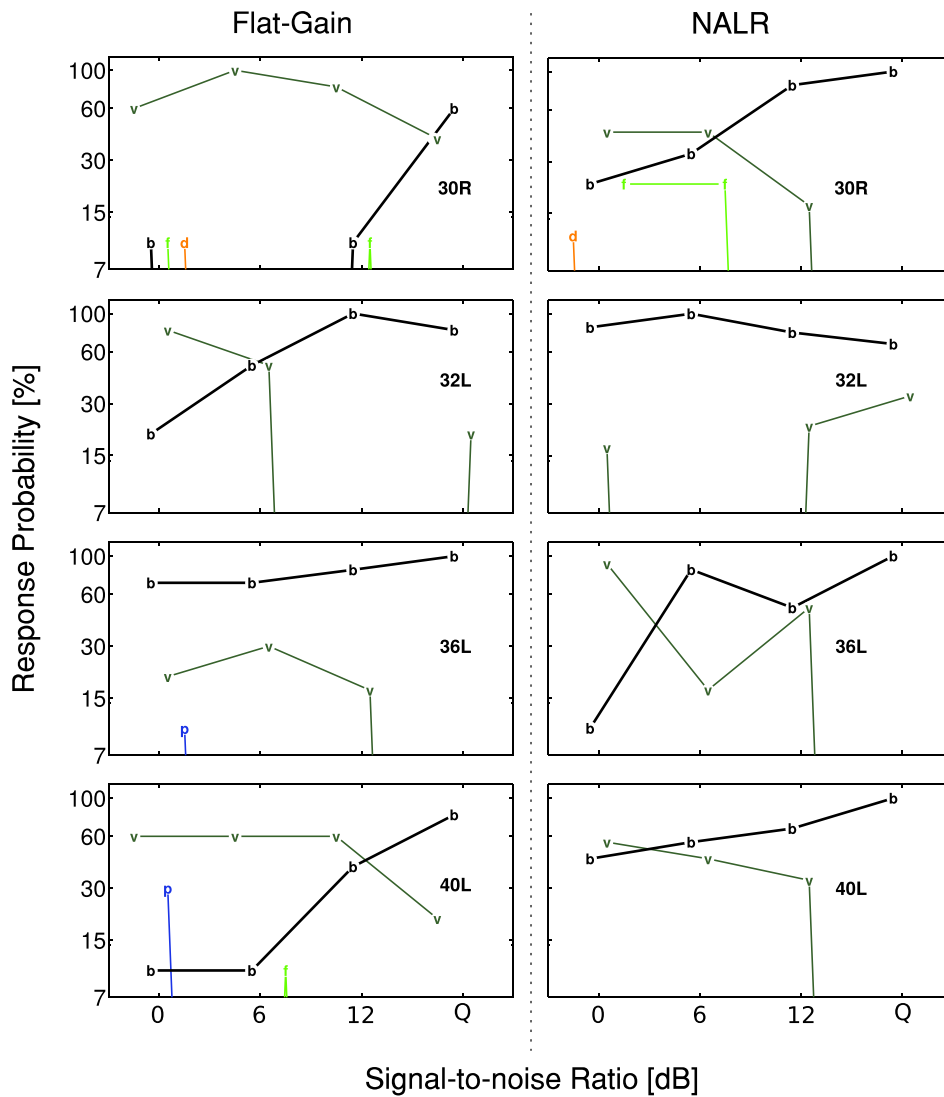 Flat-Gain NALR
Response Probability [%]
100
60
30
15
7
v v v v
b b b b
f f
d
30R
v v v
b b b b
f f
d
30R
100
60
30
15
7
v v v
b b b b
32L
v v v
b b b b
32L
100
60
30
15
7
b b b b
v v v
p
36L
v v v
b b b b
36L
100
60
30
15
7
v v v v
b b b b
p
f
40L
v v v
b b b b
40L
0 6 12 Q 0 6 12 Q
Signal-to-noise Ratio [dB]